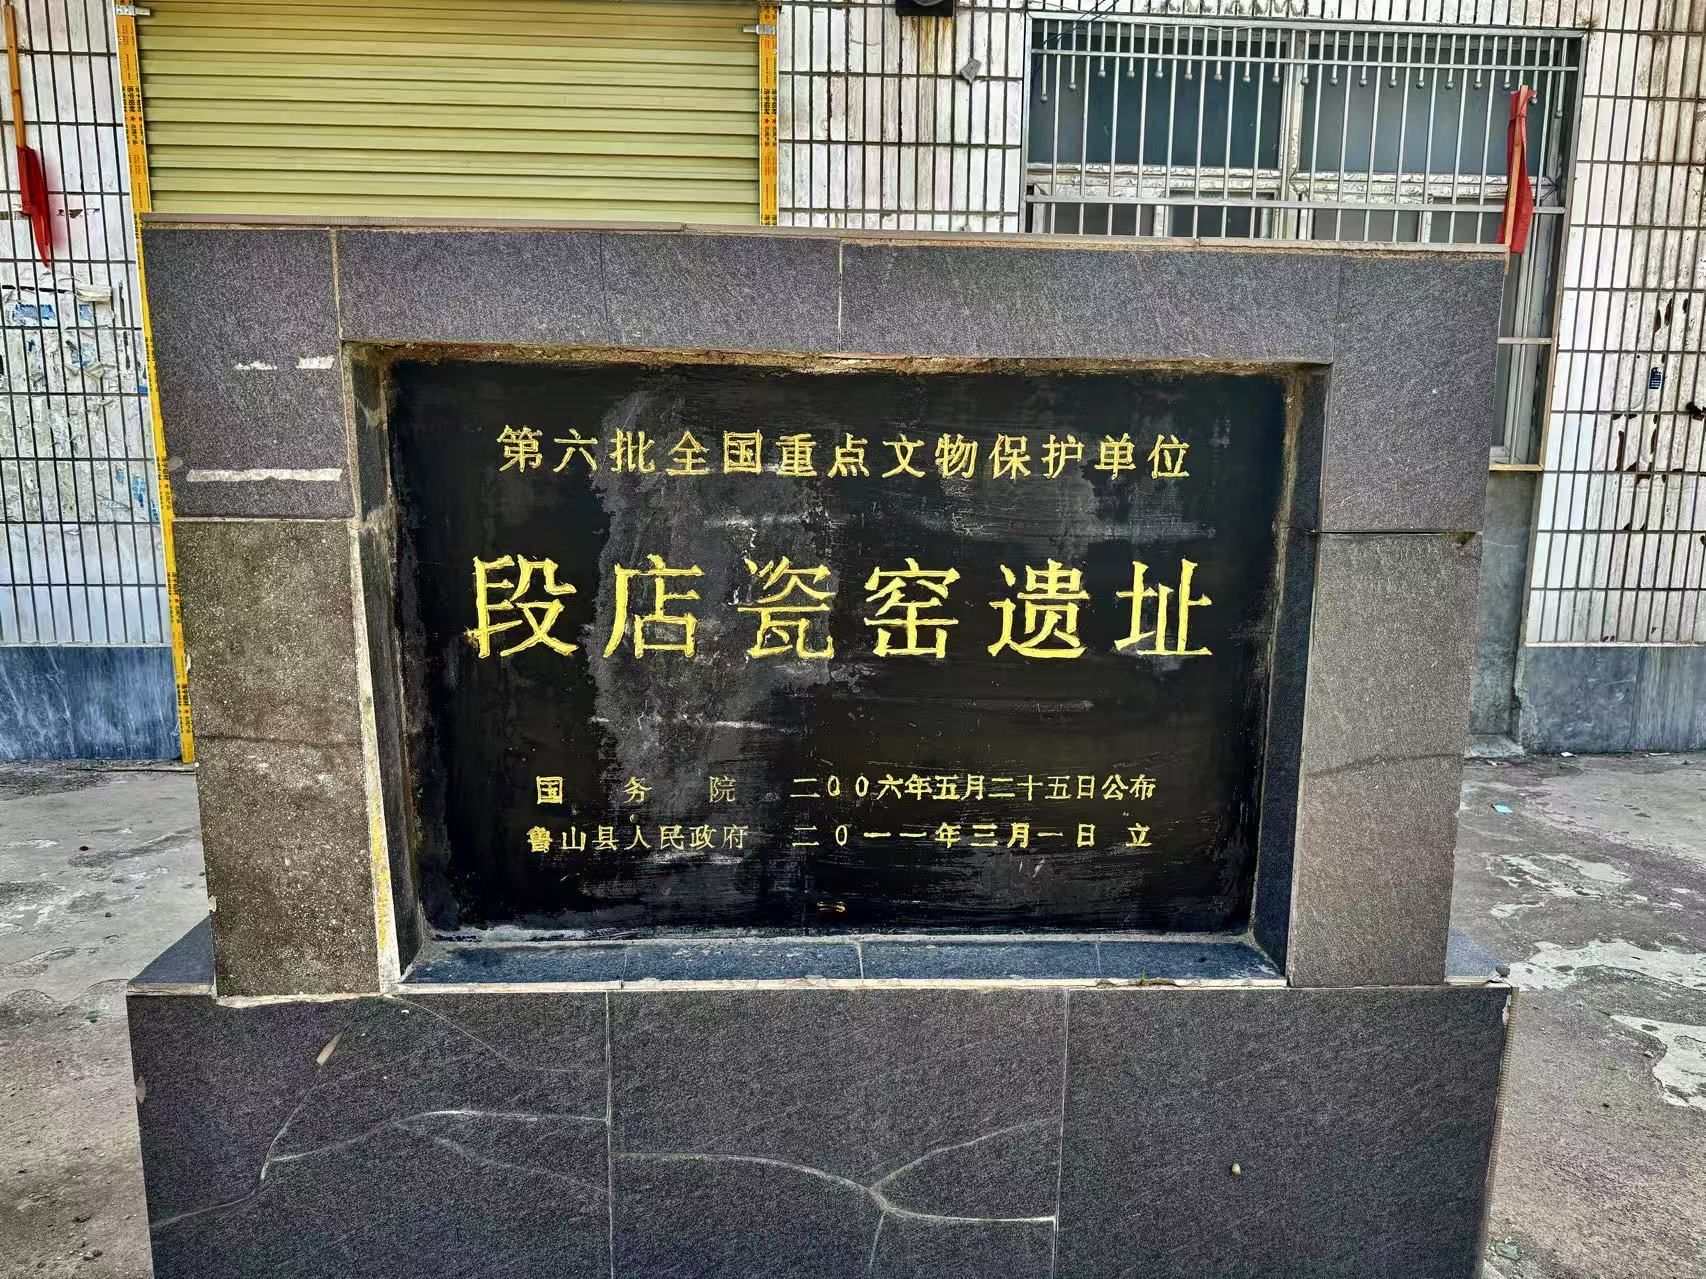 第六批全国重点文物保护单位
段店瓷窑遗址
国务院 二00六年五月二十五日公布
鲁山县人民政府 二0一一年三月一日 立